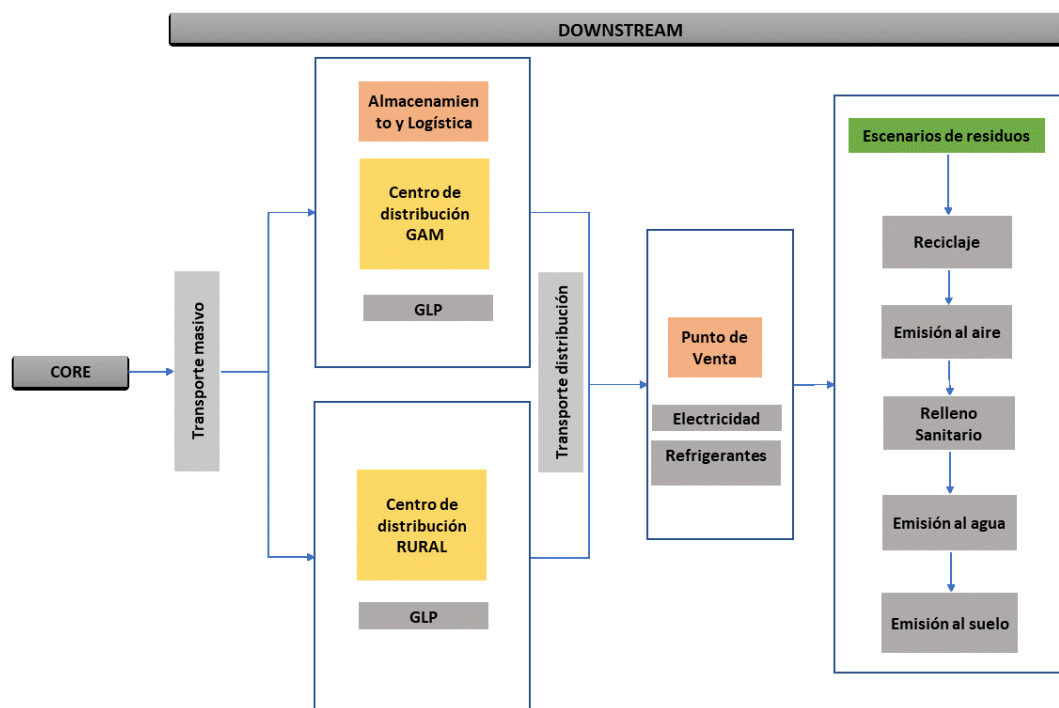 DOWNSTREAM
CORE
Transporte masivo
Almacenamien
to y Logística
Centro de
distribución
GAM
GLP
Centro de
distribución
RURAL
GLP
Transporte distribución
Punto de
Venta
Electricidad
Refrigerantes
Escenarios de residuos
Reciclaje
Emisión al aire
Relleno
Sanitario
Emisión al agua
Emisión al suelo